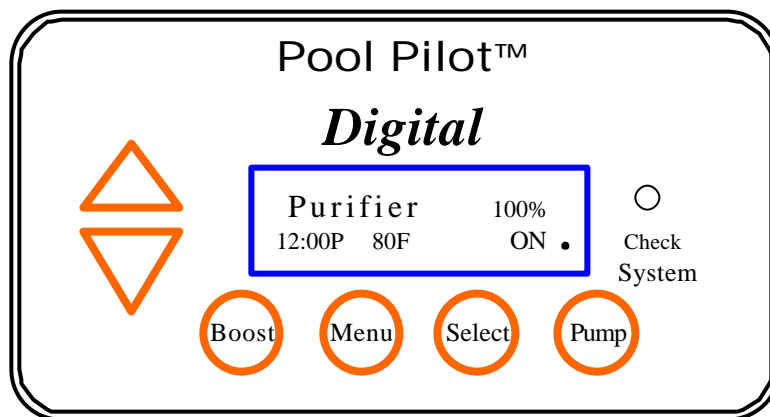 Pool Pilot™
Digital
Purifier 100%
12:00P 80F ON .
Check
System
Boost Menu Select Pump